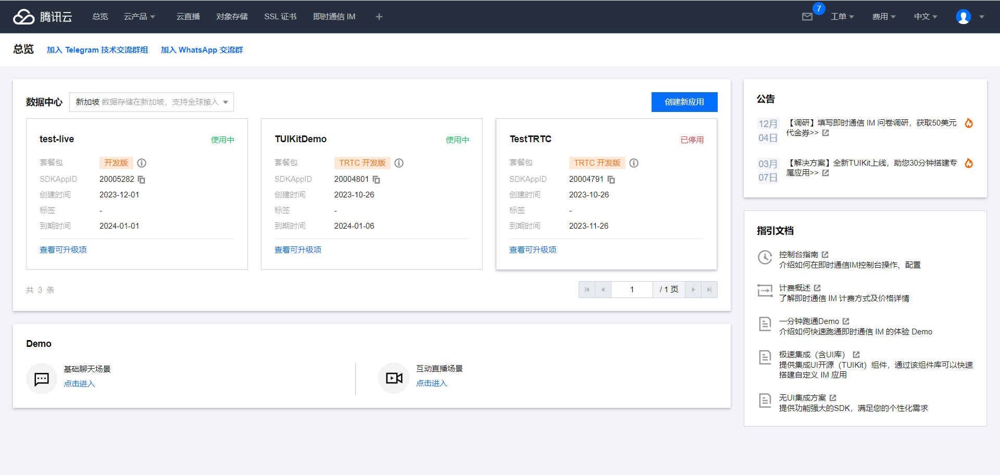 腾讯云
总览
云产品
云直播
对象存储
SSL 证书
即时通信 IM
7
工单
费用
中文
总览
加入 Telegram 技术交流群组
加入 WhatsApp 交流群
数据中心
新加坡 数据存储在新加坡，支持全球接入
创建新应用
test-live
使用中
套餐包
开发版
SDKAppID
20005282
创建时间
2023-12-01
标签
-
到期时间
2024-01-01
查看可升级项
TUIKitDemo
使用中
套餐包
TRTC 开发版
SDKAppID
20004801
创建时间
2023-10-26
标签
-
到期时间
2024-01-06
查看可升级项
TestTRTC
已停用
套餐包
TRTC 开发版
SDKAppID
20004791
创建时间
2023-10-26
标签
-
到期时间
2023-11-26
查看可升级项
共 3 条
1
/ 1 页
Demo
基础聊天场景
点击进入
互动直播场景
点击进入
公告
12月
04日
【调研】填写即时通信 IM 问卷调研，获取50美元
代金券>>
03月
07日
【解决方案】全新TUIKit上线，助您30分钟搭建专
属应用>>
指引文档
控制台指南
介绍如何在即时通信IM控制台操作、配置
计费概述
了解即时通信 IM 计费方式及价格详情
一分钟跑通Demo
介绍如何快速跑通即时通信 IM 的体验 Demo
极速集成（含UI库）
提供集成UI开源（TUIKit）组件，通过该组件库可以快速
搭建自定义 IM 应用
无UI集成方案
提供功能强大的SDK，满足您的个性化需求